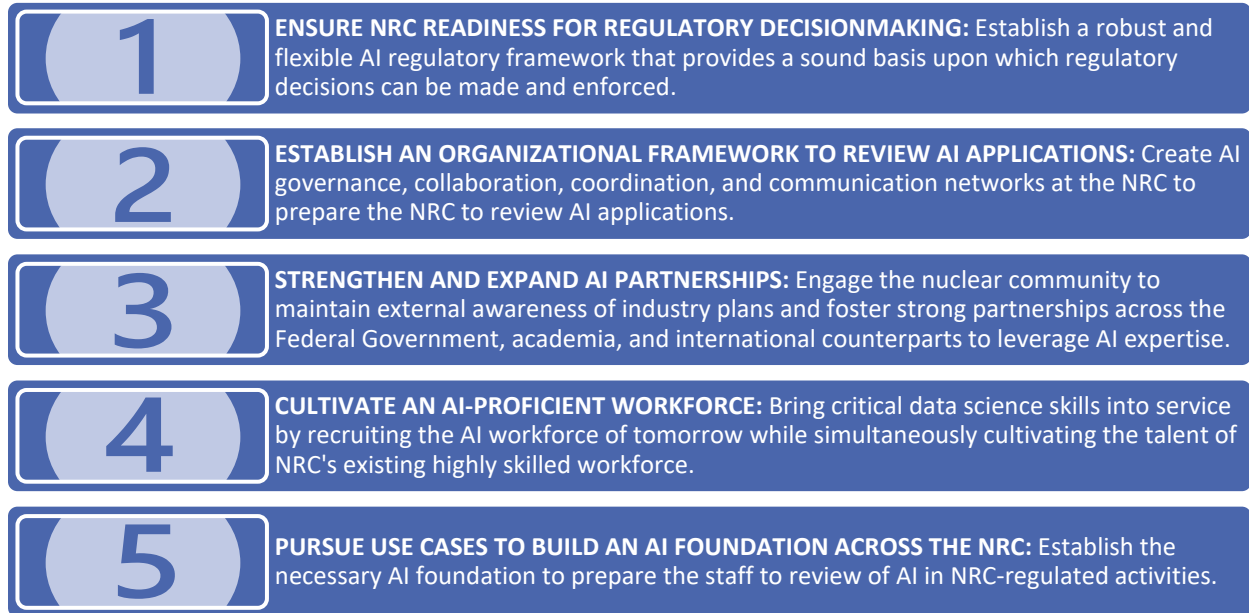 1
ENSURE NRC READINESS FOR REGULATORY DECISIONMAKING: Establish a robust and
flexible AI regulatory framework that provides a sound basis upon which regulatory
decisions can be made and enforced.
2
ESTABLISH AN ORGANIZATIONAL FRAMEWORK TO REVIEW AI APPLICATIONS: Create AI
governance, collaboration, coordination, and communication networks at the NRC to
prepare the NRC to review AI applications.
3
STRENGTHEN AND EXPAND AI PARTNERSHIPS: Engage the nuclear community to
maintain external awareness of industry plans and foster strong partnerships across the
Federal Government, academia, and international counterparts to leverage AI expertise.
4
CULTIVATE AN AI-PROFICIENT WORKFORCE: Bring critical data science skills into service
by recruiting the AI workforce of tomorrow while simultaneously cultivating the talent of
NRC's existing highly skilled workforce.
5
PURSUE USE CASES TO BUILD AN AI FOUNDATION ACROSS THE NRC: Establish the
necessary AI foundation to prepare the staff to review of AI in NRC-regulated activities.